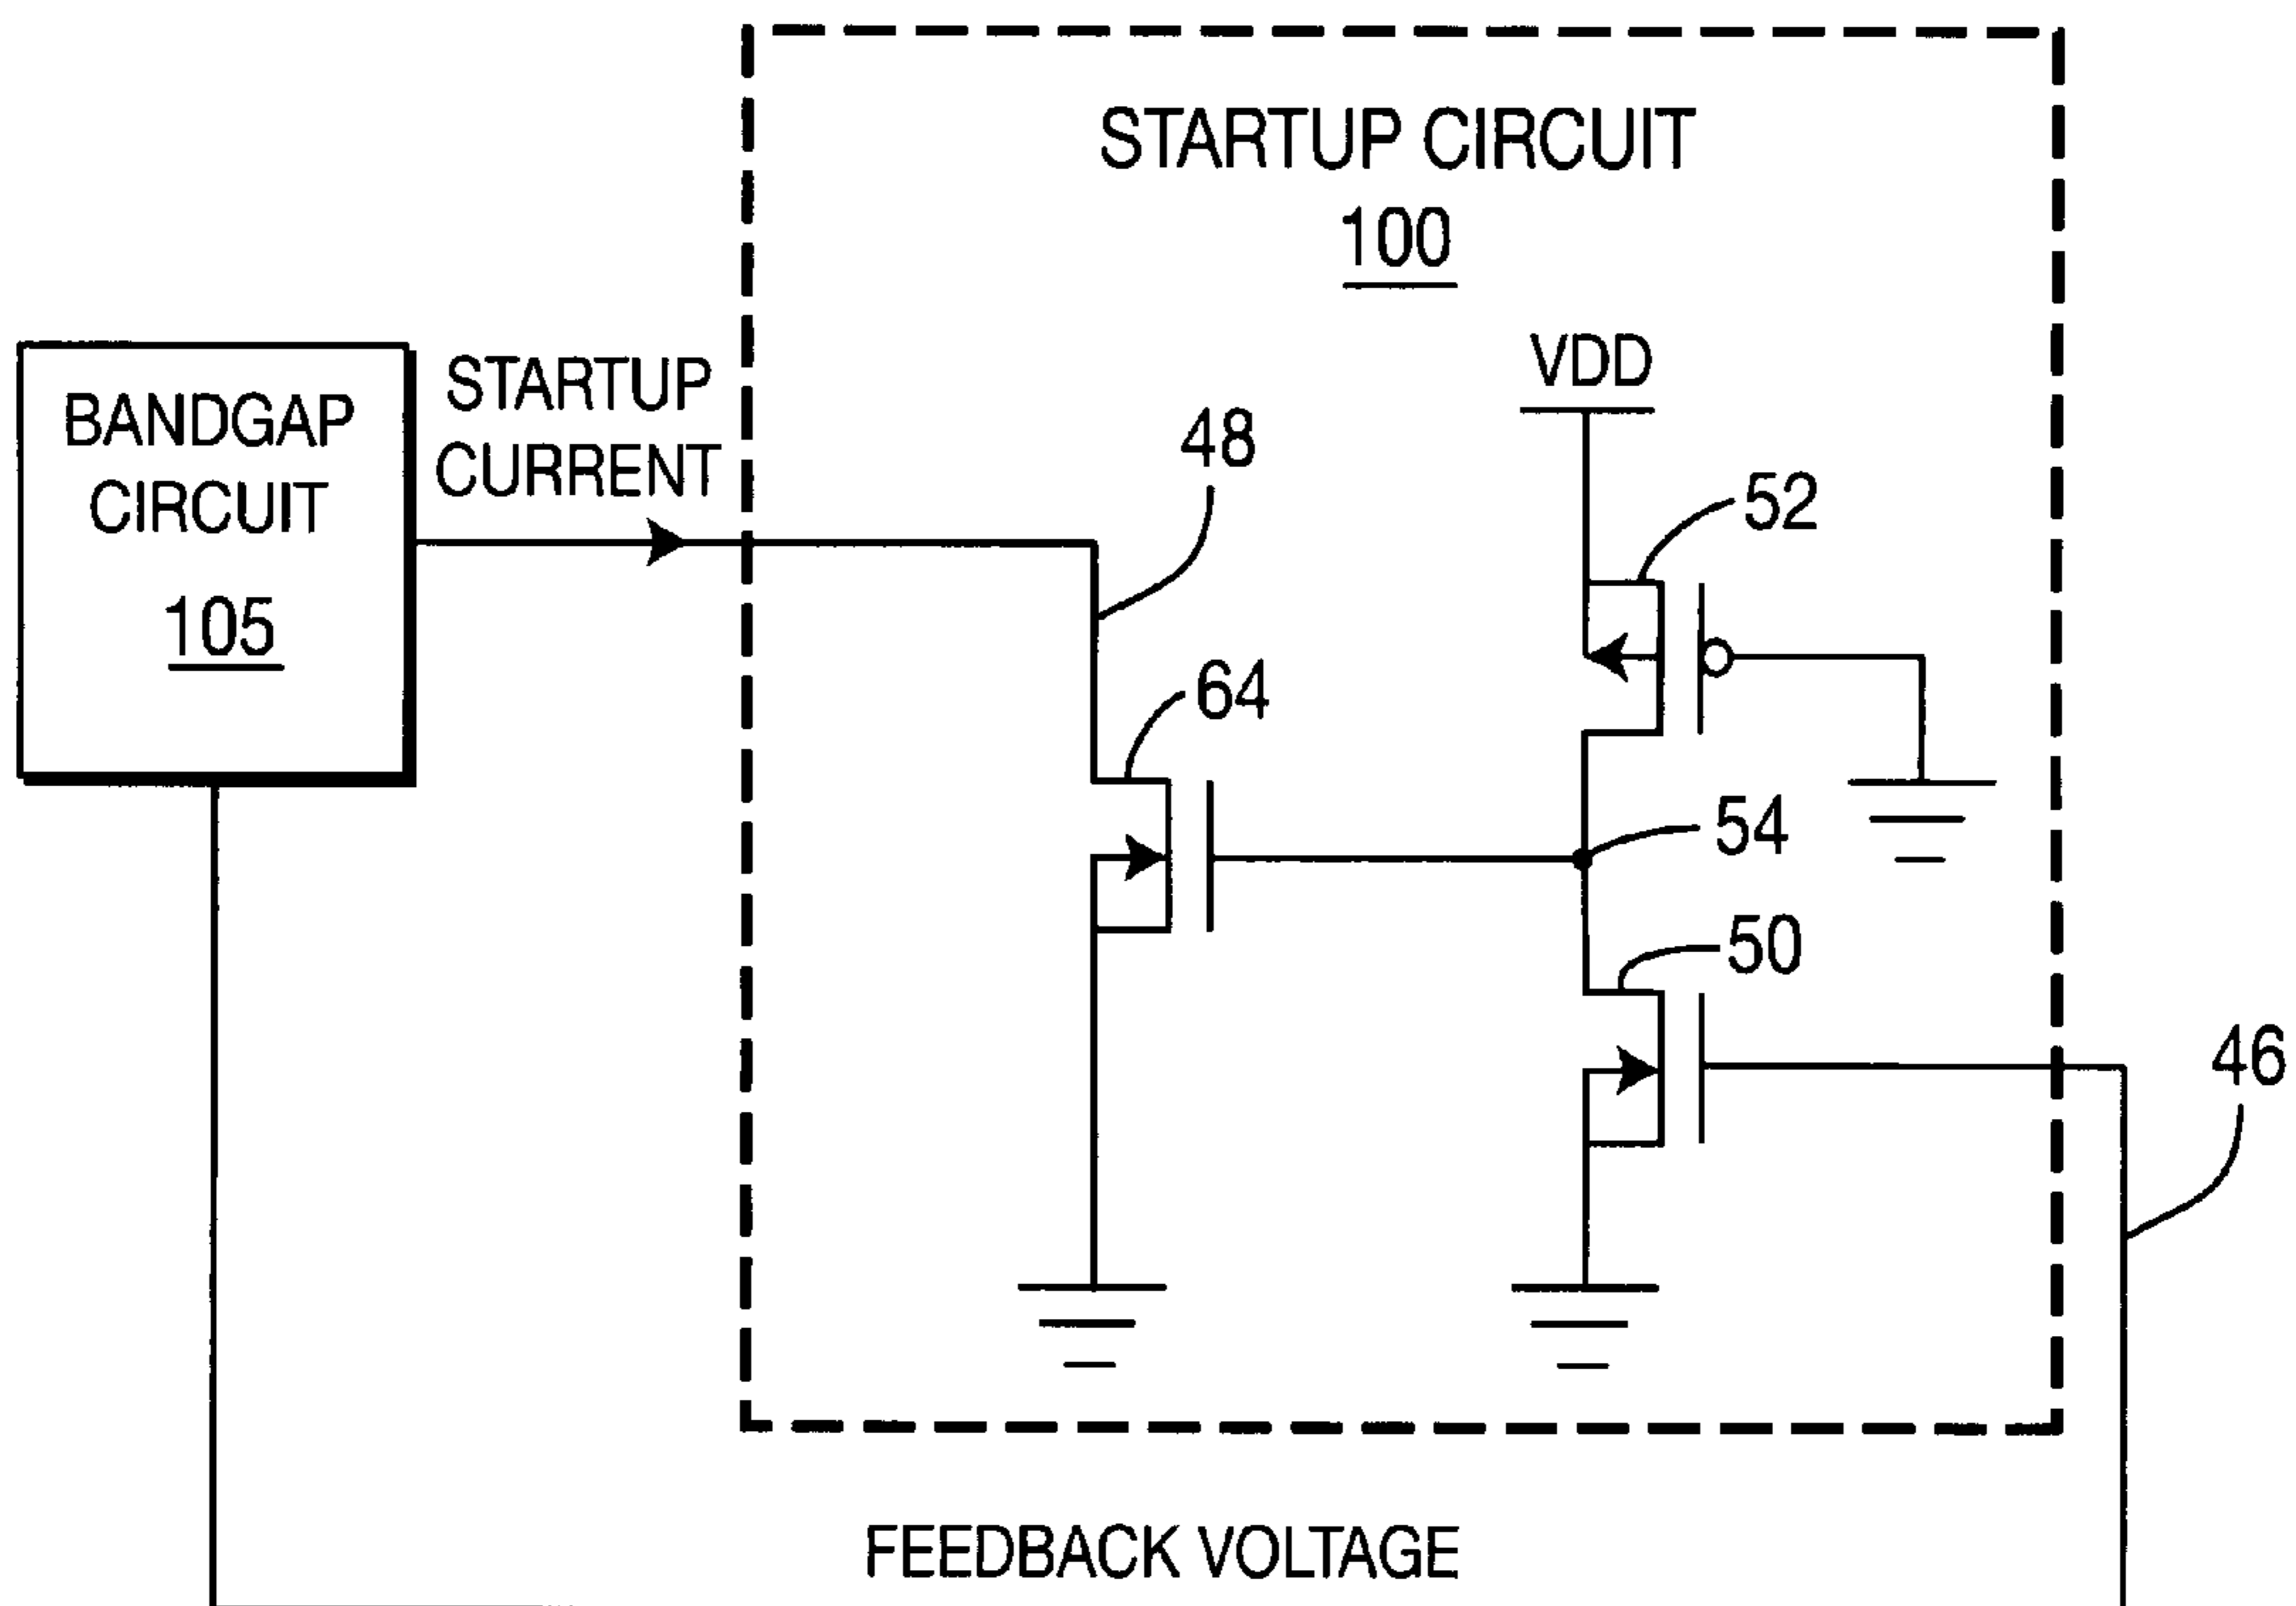 STARTUP CIRCUIT
100
BANDGAP
CIRCUIT
105
STARTUP
CURRENT
48
VDD
52
64
54
50
46
FEEDBACK VOLTAGE